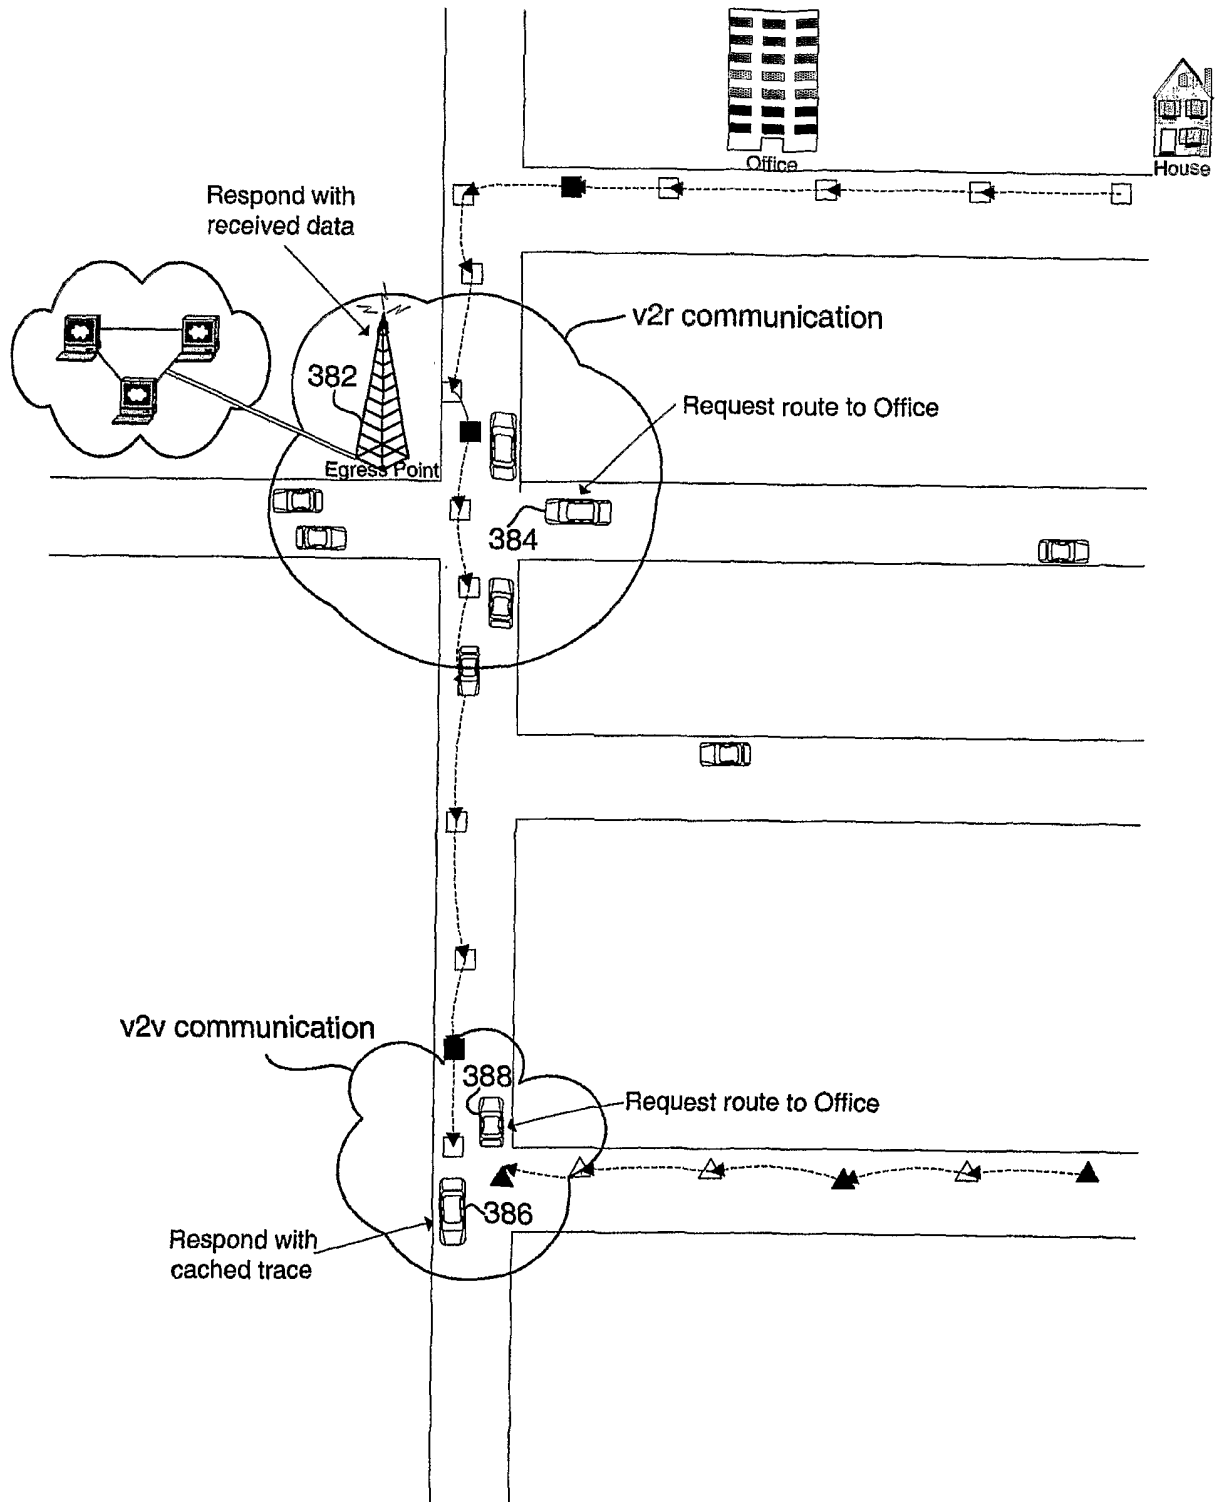 Office
House
Respond with
received data
v2r communication
382
Request route to Office
Egress Point
384
v2v communication
388
Request route to Office
386
Respond with
cached trace